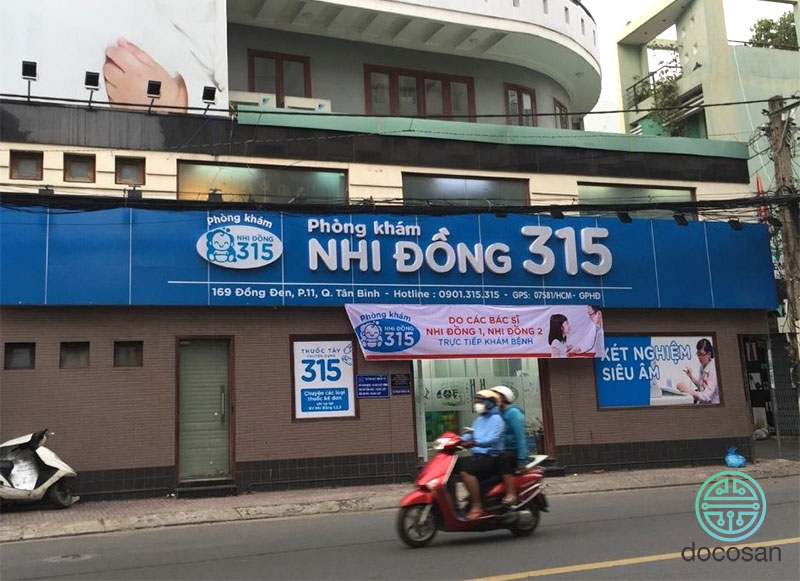 Phòng khám
NHI ĐỒNG
315
Phòng khám
NHI ĐỒNG 315
169 Đồng Đen, P.11, Q. Tân Bình - Hotline : 0901.315.315 - GPS: 07581/HCM- GPHĐ
Phòng khám
NHI ĐỒNG
315
DO CÁC BÁC SĨ
NHI ĐỒNG 1, NHI ĐỒNG 2
TRỰC TIẾP KHÁM BỆNH
THUỐC TÂY
315
Chuyên các loại
thuốc kê đơn
XÉT NGHIỆM
SIÊU ÂM
docosan